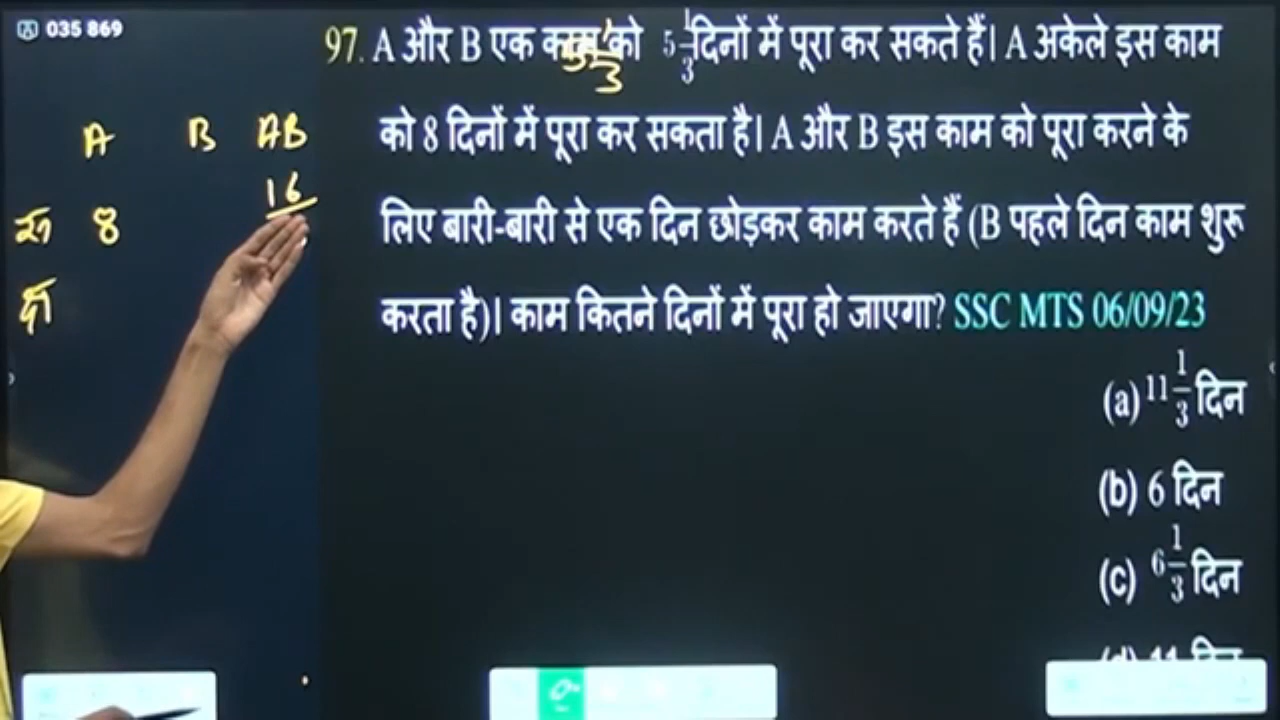 035 869
97. A और B एक काम को 5 1/3 दिनों में पूरा कर सकते हैं। A अकेले इस काम
को 8 दिनों में पूरा कर सकता है। A और B इस काम को पूरा करने के
लिए बारी-बारी से एक दिन छोड़कर काम करते हैं (B पहले दिन काम शुरू
करता है)। काम कितने दिनों में पूरा हो जाएगा? SSC MTS 06/09/23
(a) 11 1/3 दिन
(b) 6 दिन
(c) 6 1/3 दिन
(d) 11 दिन
A B AB
8 16